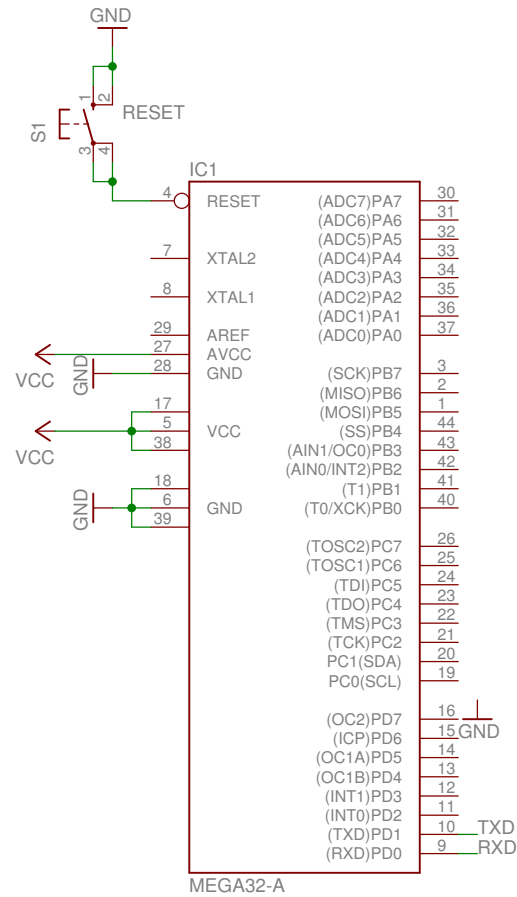 GND
1
2
RESET
S1
3
4
IC1
4
RESET
7
XTAL2
8
XTAL1
29
AREF
27
AVCC
VCC
28
GND
GND
17
5
VCC
VCC
38
18
6
GND
GND
39
(ADC7)PA7
30
(ADC6)PA6
31
(ADC5)PA5
32
(ADC4)PA4
33
(ADC3)PA3
34
(ADC2)PA2
35
(ADC1)PA1
36
(ADC0)PA0
37
(SCK)PB7
3
(MISO)PB6
2
(MOSI)PB5
1
(SS)PB4
44
(AIN1/OC0)PB3
43
(AIN0/INT2)PB2
42
(T1)PB1
41
(T0/XCK)PB0
40
(TOSC2)PC7
26
(TOSC1)PC6
25
(TDI)PC5
24
(TDO)PC4
23
(TMS)PC3
22
(TCK)PC2
21
PC1(SDA)
20
PC0(SCL)
19
(OC2)PD7
16
GND
(ICP)PD6
15
(OC1A)PD5
14
(OC1B)PD4
13
(INT1)PD3
12
(INT0)PD2
11
(TXD)PD1
10
TXD
(RXD)PD0
9
RXD
MEGA32-A